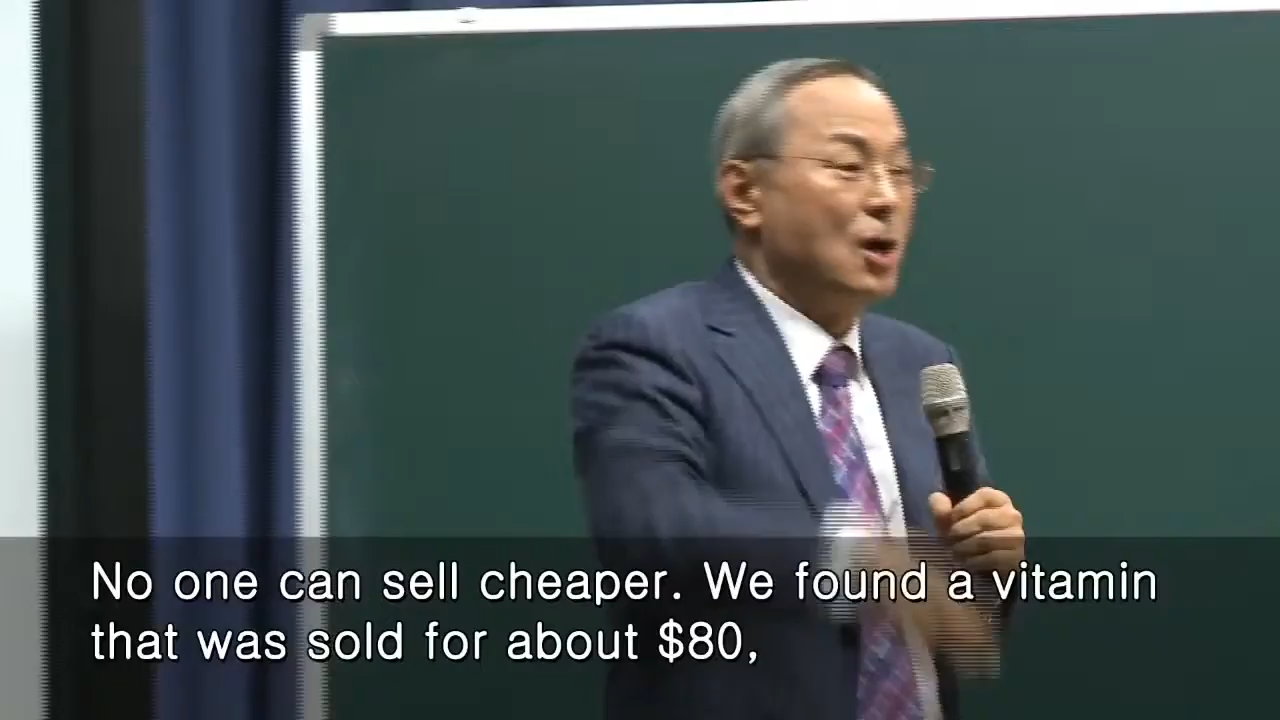 No one can sell cheaper. We found a vitamin
that was sold for about $80,